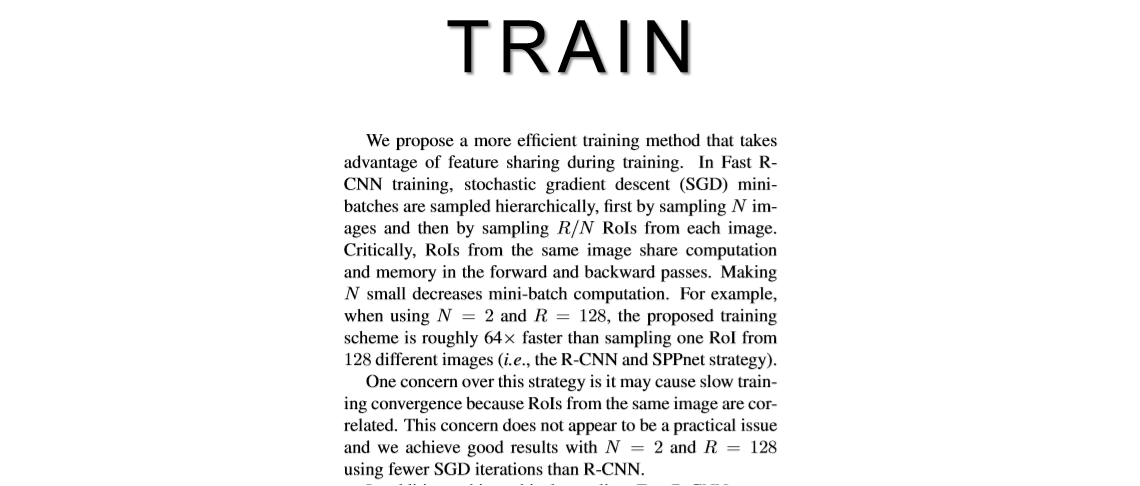 TRAIN
We propose a more efficient training method that takes
advantage of feature sharing during training. In Fast R-
CNN training, stochastic gradient descent (SGD) mini-
batches are sampled hierarchically, first by sampling N im-
ages and then by sampling R/N RoIs from each image.
Critically, RoIs from the same image share computation
and memory in the forward and backward passes. Making
N small decreases mini-batch computation. For example,
when using N = 2 and R = 128, the proposed training
scheme is roughly 64× faster than sampling one RoI from
128 different images (i.e., the R-CNN and SPPnet strategy).
One concern over this strategy is it may cause slow train-
ing convergence because RoIs from the same image are cor-
related. This concern does not appear to be a practical issue
and we achieve good results with N = 2 and R = 128
using fewer SGD iterations than R-CNN.